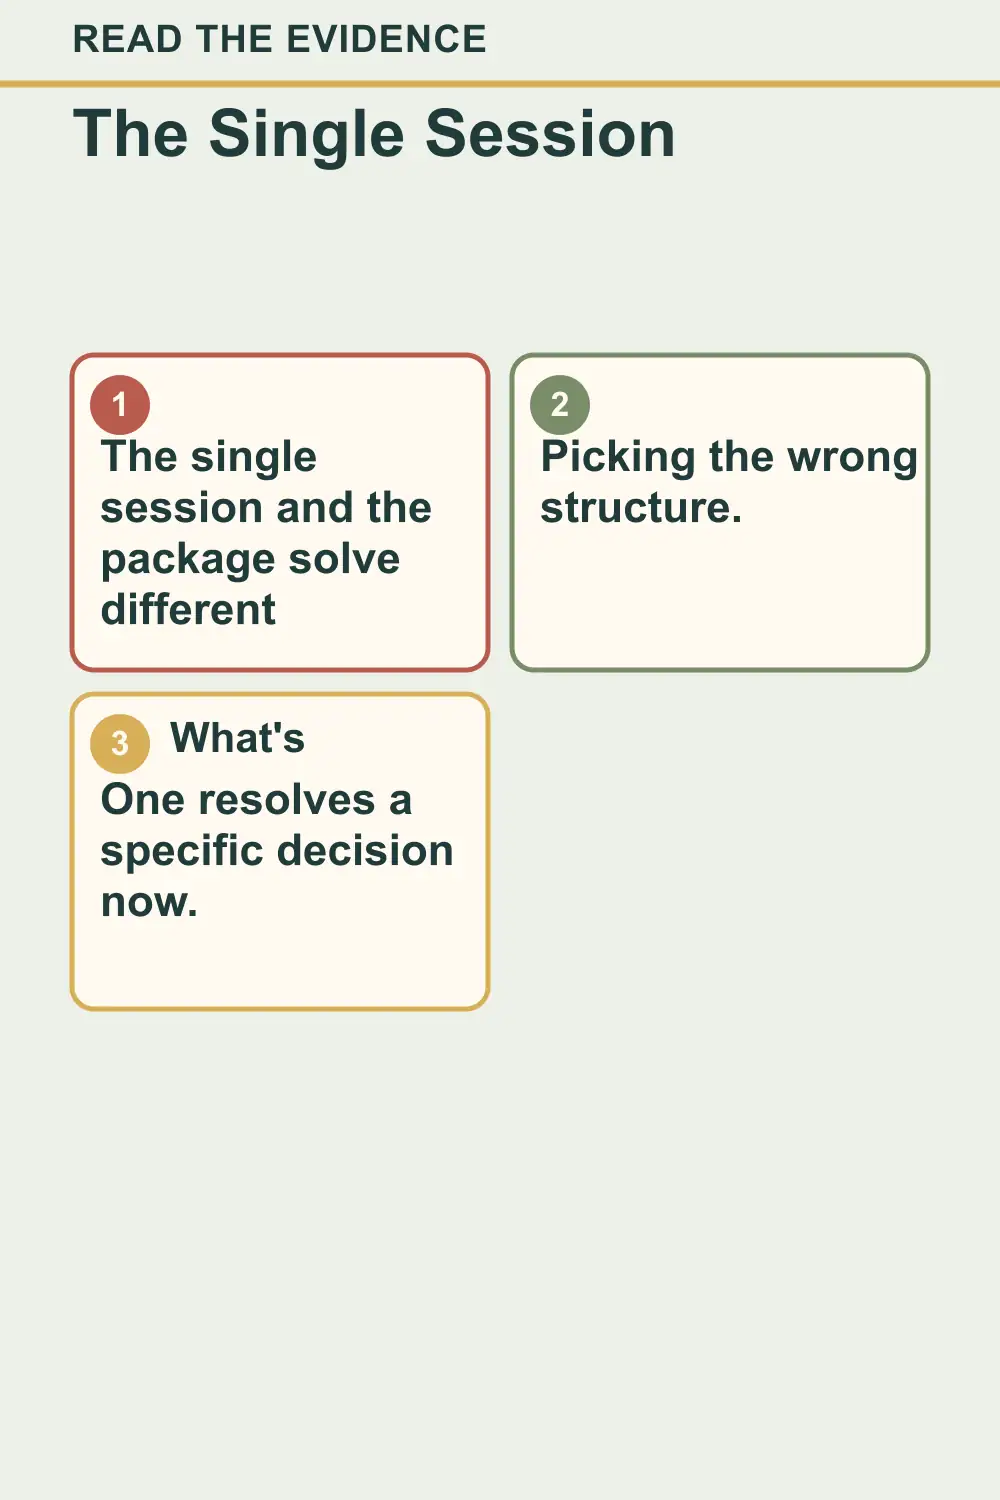 READ THE EVIDENCE
The Single Session
1
The single
session and the
package solve
different
2
Picking the wrong
structure.
3 What's
One resolves a
specific decision
now.